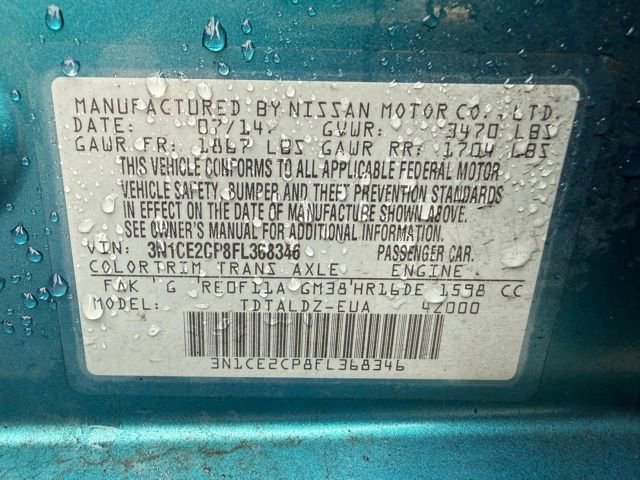 MANUFACTURED BY NISSAN MOTOR CO., LTD.
DATE: 07/14 GVWR: 3470 LBS
GAWR FR: 1867 LBS GAWR RR: 1704 LBS
THIS VEHICLE CONFORMS TO ALL APPLICABLE FEDERAL MOTOR
VEHICLE SAFETY, BUMPER AND THEFT PREVENTION STANDARDS
IN EFFECT ON THE DATE OF MANUFACTURE SHOWN ABOVE.
SEE OWNER'S MANUAL FOR ADDITIONAL INFORMATION.
VIN: 3N1CE2CP8FL368346 PASSENGER CAR.
COLOR TRIM TRANS AXLE ENGINE
FAK G RE0F11A GM38 HR16DE 1598 CC
MODEL: TDTALDZ-EUA 4Z000
3N1CE2CP8FL368346